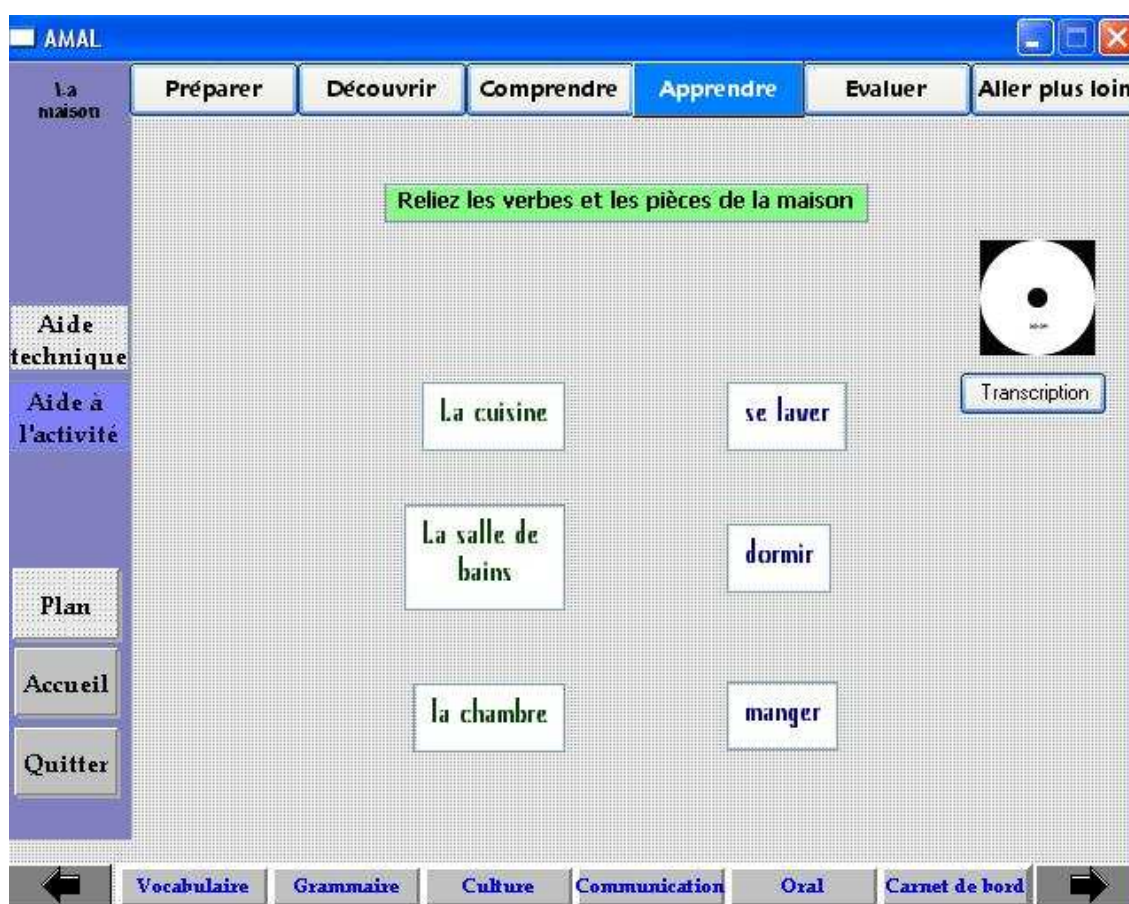 AMAL
La
maison
Préparer Découvrir Comprendre Apprendre Evaluer Aller plus loin
Reliez les verbes et les pièces de la maison
Aide
technique
Aide à
l'activité
Transcription
La cuisine se laver
La salle de
bains
dormir
Plan
Accueil
la chambre manger
Quitter
Vocabulaire Grammaire Culture Communication Oral Carnet de bord